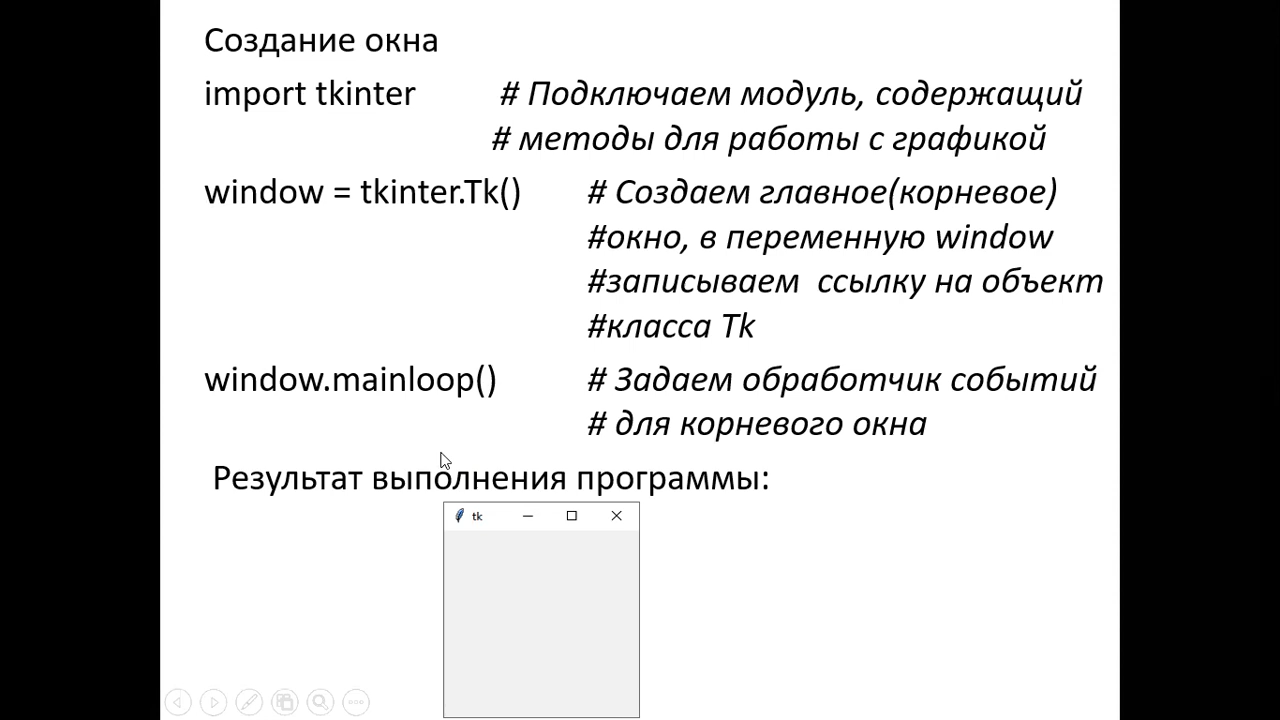 Создание окна
import tkinter # Подключаем модуль, содержащий
# методы для работы с графикой
window = tkinter.Tk() # Создаем главное(корневое)
#окно, в переменную window
#записываем ссылку на объект
#класса Tk
window.mainloop() # Задаем обработчик событий
# для корневого окна
Результат выполнения программы:
tk